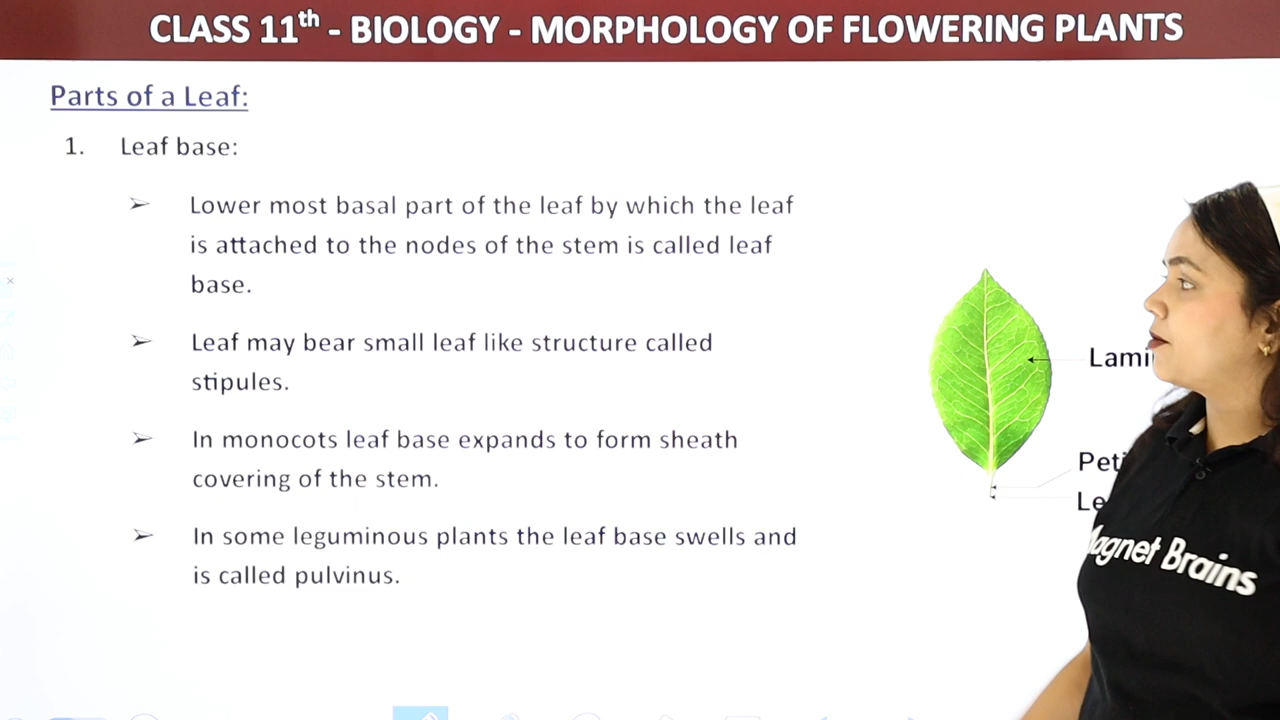 CLASS 11th - BIOLOGY - MORPHOLOGY OF FLOWERING PLANTS
Parts of a Leaf:
1. Leaf base:
➢ Lower most basal part of the leaf by which the leaf
is attached to the nodes of the stem is called leaf
base.
➢ Leaf may bear small leaf like structure called
stipules.
➢ In monocots leaf base expands to form sheath
covering of the stem.
➢ In some leguminous plants the leaf base swells and
is called pulvinus.
Magnet Brains